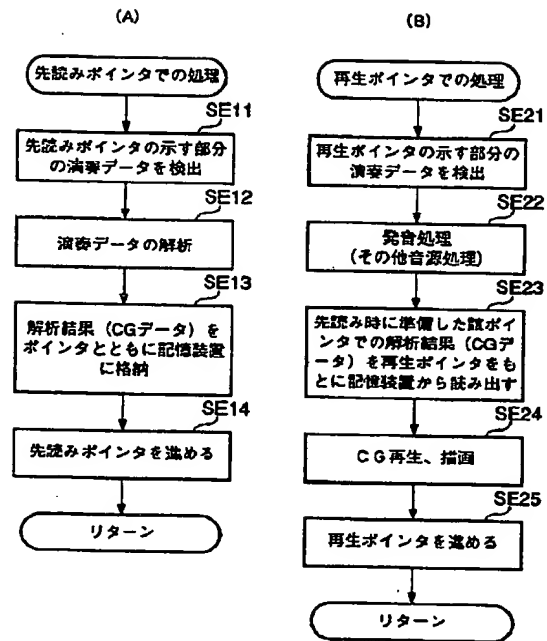 (A)
先読みポインタでの処理
SE11
先読みポインタの示す部分
の演奏データを検出
SE12
演奏データの解析
SE13
解析結果(CGデータ)を
ポインタとともに記憶装置
に格納
SE14
先読みポインタを進める
リターン
(B)
再生ポインタでの処理
SE21
再生ポインタの示す部分の
演奏データを検出
SE22
発音処理
(その他音源処理)
SE23
先読み時に準備した該ポイン
タでの解析結果(CGデー
タ)を再生ポインタをも
とに記憶装置から読み出す
SE24
CG再生、描画
SE25
再生ポインタを進める
リターン